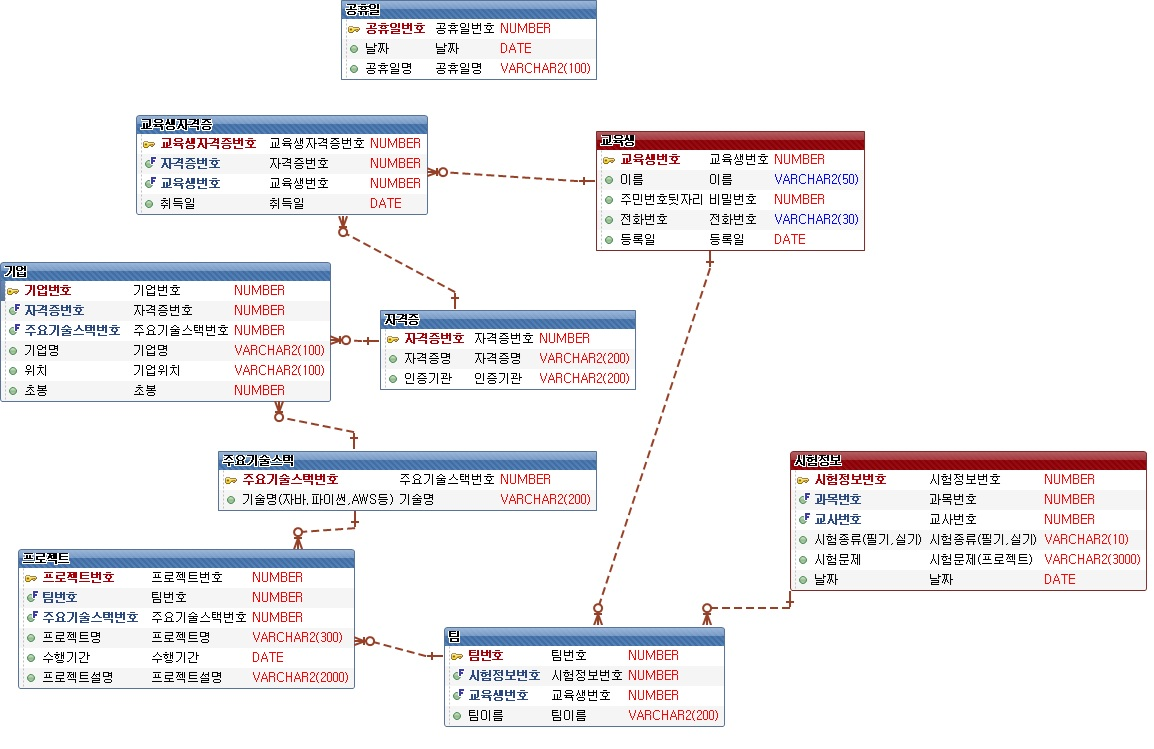 공휴일
공휴일번호 공휴일번호 NUMBER
날짜 날짜 DATE
공휴일명 공휴일명 VARCHAR2(100)
교육생자격증
교육생자격증번호 교육생자격증번호 NUMBER
자격증번호 자격증번호 NUMBER
교육생번호 교육생번호 NUMBER
취득일 취득일 DATE
교육생
교육생번호 교육생번호 NUMBER
이름 이름 VARCHAR2(50)
주민번호뒷자리 비밀번호 NUMBER
전화번호 전화번호 VARCHAR2(30)
등록일 등록일 DATE
기업
기업번호 기업번호 NUMBER
자격증번호 자격증번호 NUMBER
주요기술스택번호 주요기술스택번호 NUMBER
기업명 기업명 VARCHAR2(100)
위치 기업위치 VARCHAR2(100)
초봉 초봉 NUMBER
자격증
자격증번호 자격증번호 NUMBER
자격증명 자격증명 VARCHAR2(200)
인증기관 인증기관 VARCHAR2(200)
주요기술스택
주요기술스택번호 주요기술스택번호 NUMBER
기술명(자바,파이썬,AWS등) 기술명 VARCHAR2(200)
시험정보
시험정보번호 시험정보번호 NUMBER
과목번호 과목번호 NUMBER
교사번호 교사번호 NUMBER
시험종류(필기,실기) 시험종류(필기,실기) VARCHAR2(10)
시험문제 시험문제(프로젝트) VARCHAR2(3000)
날짜 날짜 DATE
프로젝트
프로젝트번호 프로젝트번호 NUMBER
팀번호 팀번호 NUMBER
주요기술스택번호 주요기술스택번호 NUMBER
프로젝트명 프로젝트명 VARCHAR2(300)
수행기간 수행기간 DATE
프로젝트설명 프로젝트설명 VARCHAR2(2000)
팀
팀번호 팀번호 NUMBER
시험정보번호 시험정보번호 NUMBER
교육생번호 교육생번호 NUMBER
팀이름 팀이름 VARCHAR2(200)